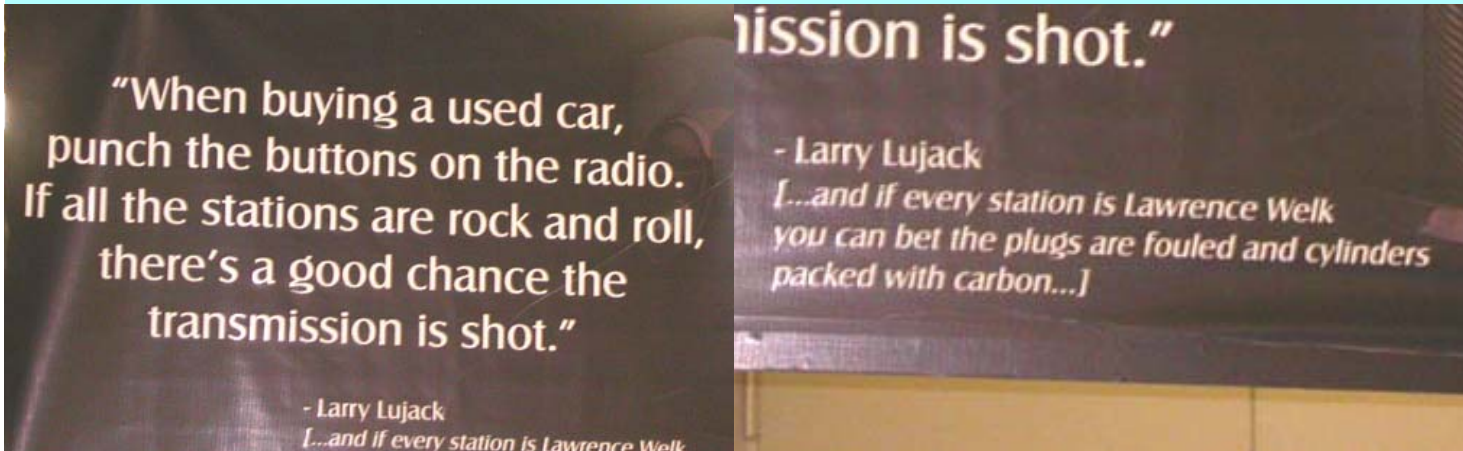 “When buying a used car,
punch the buttons on the radio.
If all the stations are rock and roll,
there’s a good chance the
transmission is shot.”
- Larry Lujack
[...and if every station is Lawrence Welk
ission is shot.”
- Larry Lujack
[...and if every station is Lawrence Welk
you can bet the plugs are fouled and cylinders
packed with carbon...]